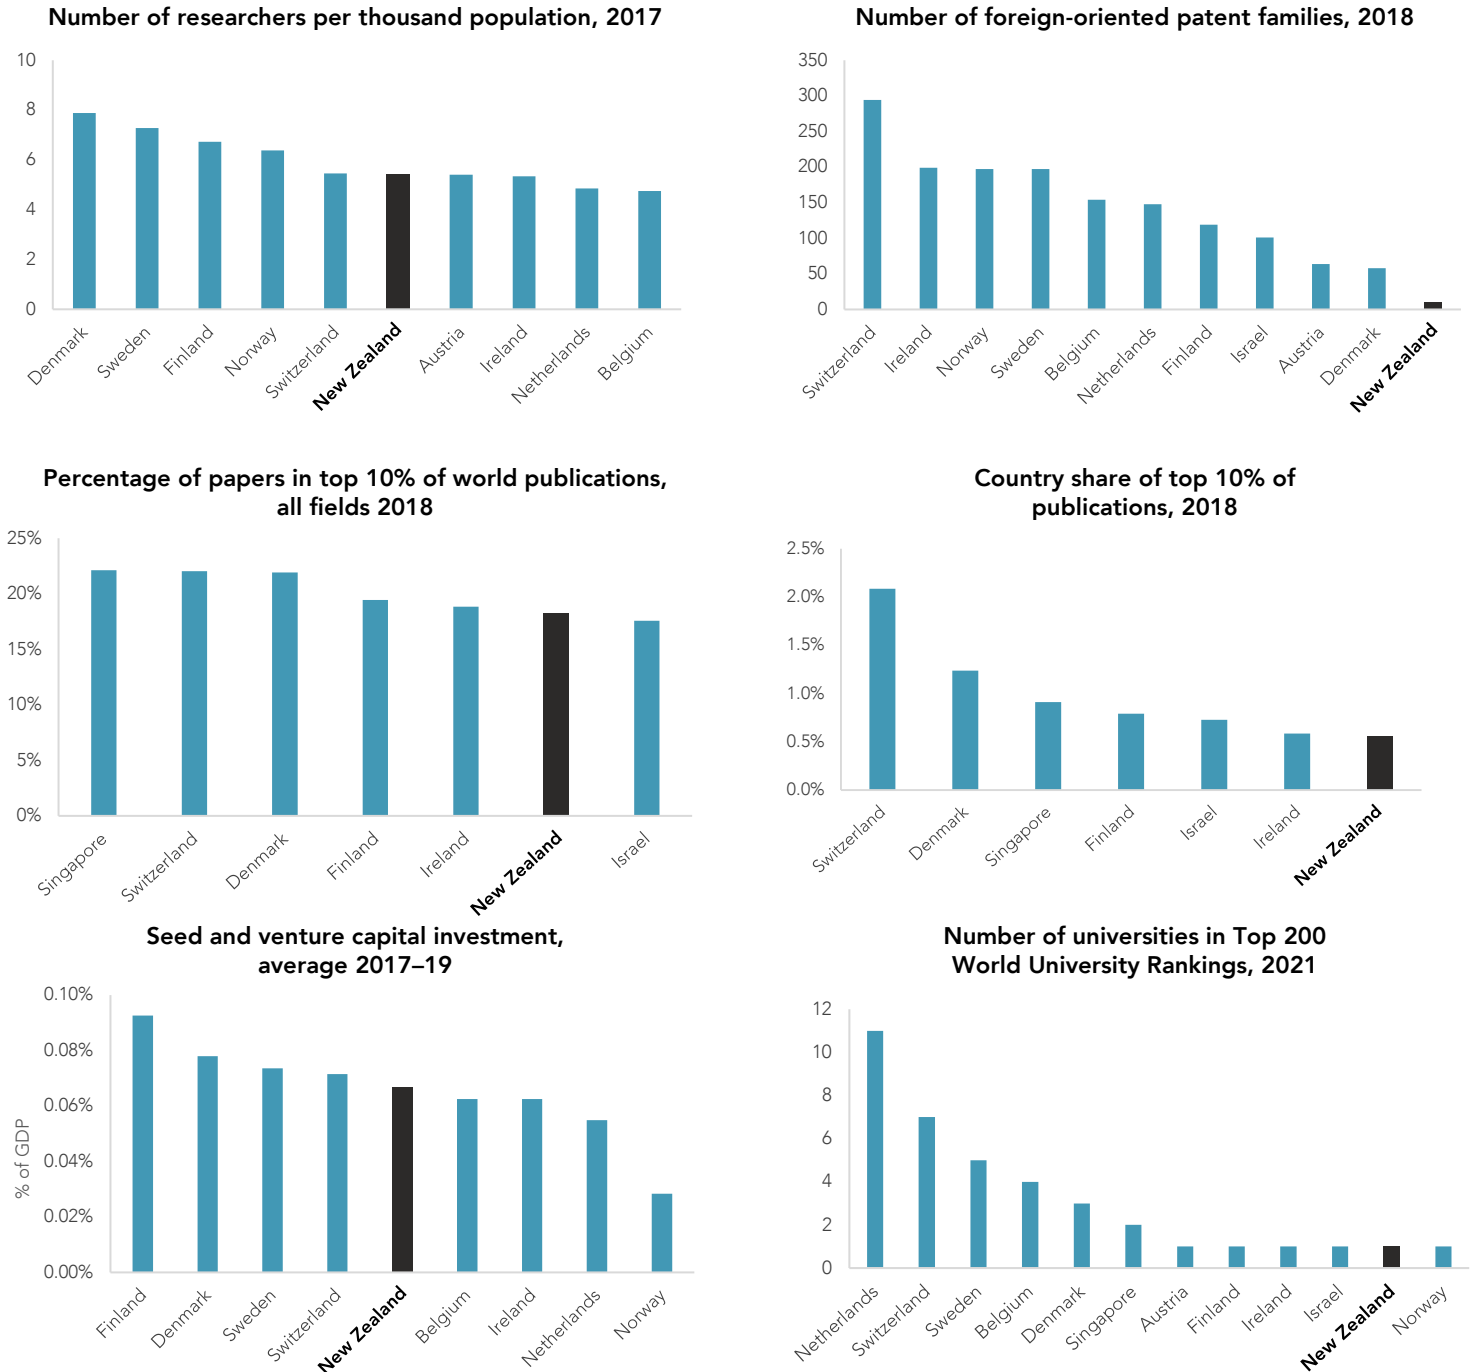 Number of researchers per thousand population, 2017
10
8
6
4
2
0
Denmark
Sweden
Finland
Norway
Switzerland
New Zealand
Austria
Ireland
Netherlands
Belgium
Number of foreign-oriented patent families, 2018
350
300
250
200
150
100
50
0
Switzerland
Ireland
Norway
Sweden
Belgium
Netherlands
Finland
Israel
Austria
Denmark
New Zealand
Percentage of papers in top 10% of world publications,
all fields 2018
25%
20%
15%
10%
5%
0%
Singapore
Switzerland
Denmark
Finland
Ireland
New Zealand
Israel
Country share of top 10% of
publications, 2018
2.5%
2.0%
1.5%
1.0%
0.5%
0.0%
Switzerland
Denmark
Singapore
Finland
Israel
Ireland
New Zealand
Seed and venture capital investment,
average 2017–19
% of GDP
0.10%
0.08%
0.06%
0.04%
0.02%
0.00%
Finland
Denmark
Sweden
Switzerland
New Zealand
Belgium
Ireland
Netherlands
Norway
Number of universities in Top 200
World University Rankings, 2021
12
10
8
6
4
2
0
Netherlands
Switzerland
Sweden
Belgium
Denmark
Singapore
Austria
Finland
Ireland
Israel
New Zealand
Norway